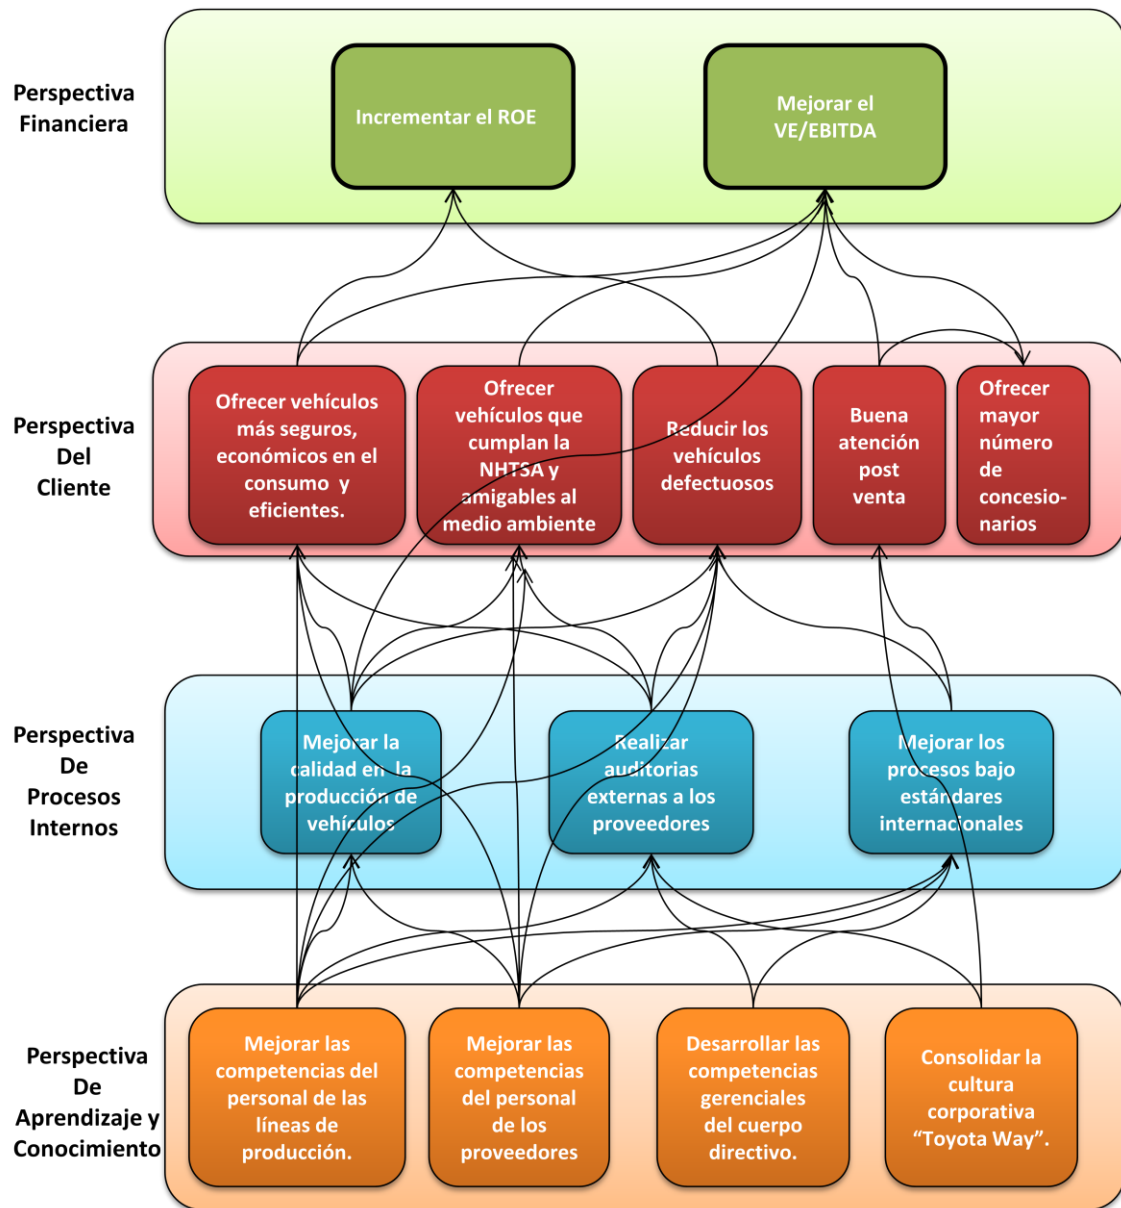 Perspectiva
Financiera
Incrementar el ROE
Mejorar el
VE/EBITDA
Perspectiva
Del
Cliente
Ofrecer vehículos
más seguros,
económicos en el
consumo y
eficientes.
Ofrecer
vehículos que
cumplan la
NHTSA y
amigables al
medio ambiente
Reducir los
vehículos
defectuosos
Buena
atención
post
venta
Ofrecer
mayor
número
de
concesio-
narios
Perspectiva
De
Procesos
Internos
Mejorar la
calidad en la
producción de
vehículos
Realizar
auditorias
externas a los
proveedores
Mejorar los
procesos bajo
estándares
internacionales
Perspectiva
De
Aprendizaje y
Conocimiento
Mejorar las
competencias del
personal de las
líneas de
producción.
Mejorar las
competencias
del personal
de los
proveedores
Desarrollar las
competencias
gerenciales
del cuerpo
directivo.
Consolidar la
cultura
corporativa
“Toyota Way”.